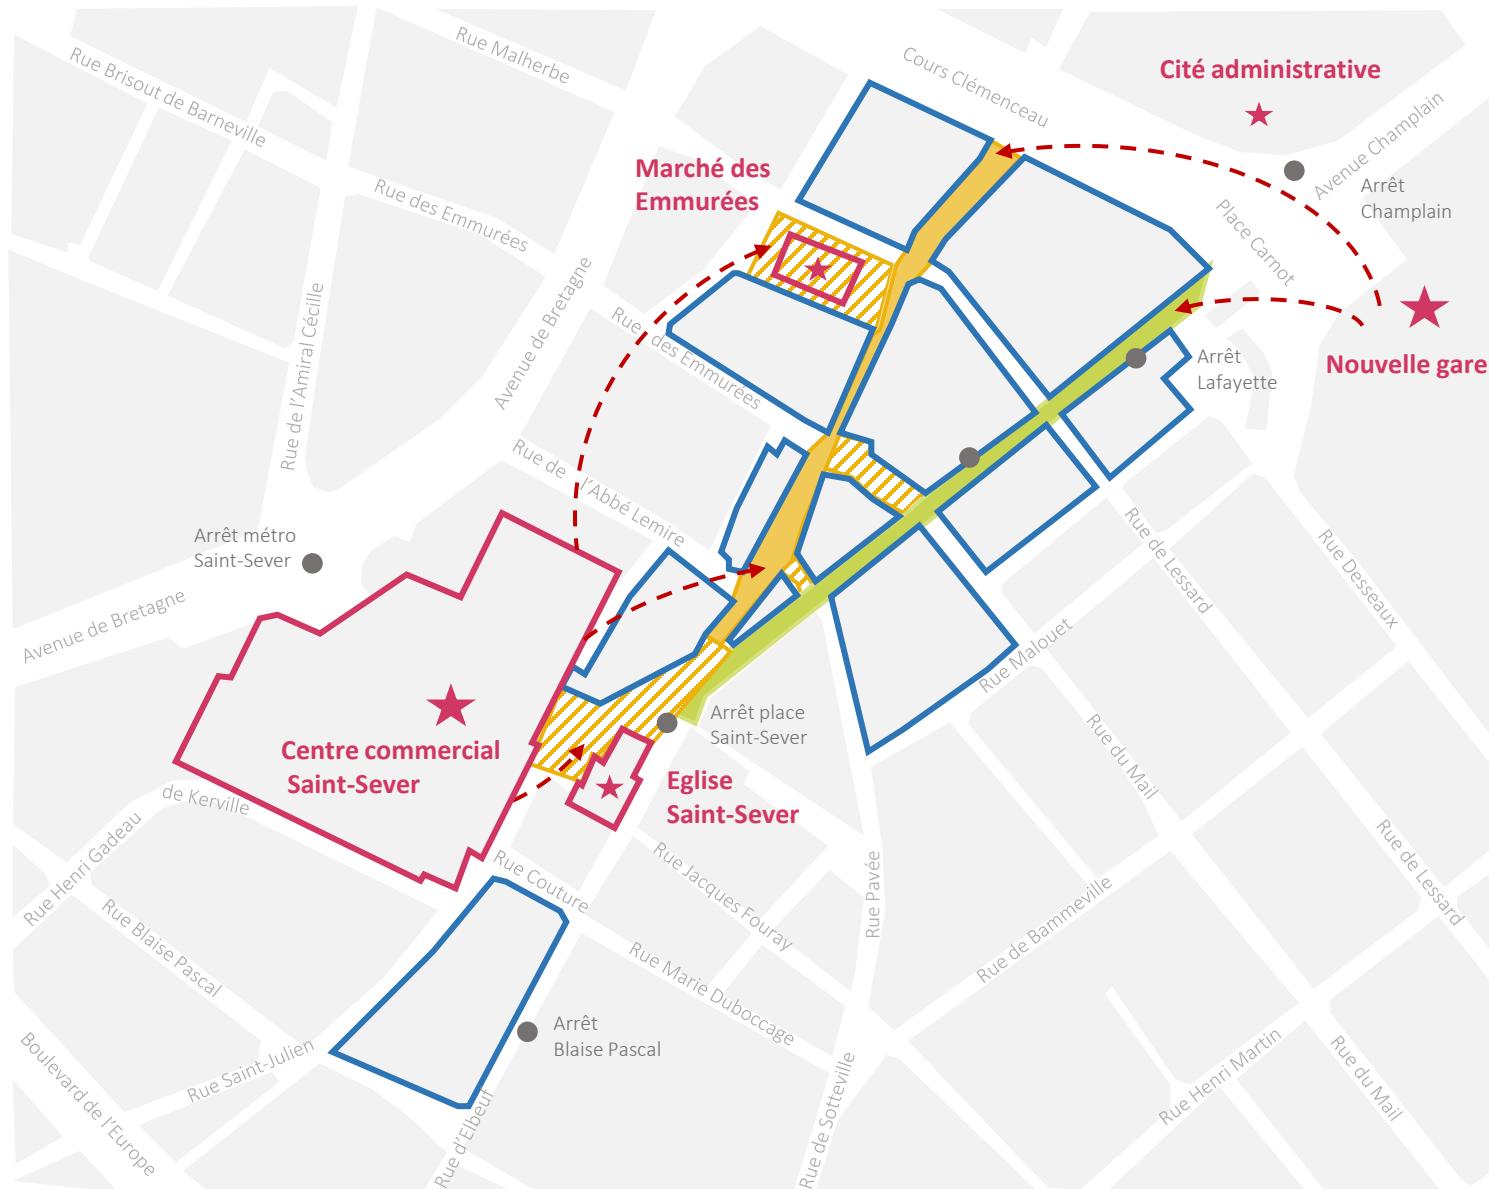 Rue Malherbe
Cours Clémenceau
Cité administrative
Rue Brisout de Barneville
Avenue Champlain
Marché des
Emmurées
Arrêt
Champlain
Rue des Emmurées
Place Carnot
Avenue de Bretagne
Rue de l'Amiral Cécille
Rue des Emmurées
Arrêt
Lafayette
Nouvelle gare
Rue de l'Abbé Lemire
Arrêt métro
Saint-Sever
Rue de Lessard
Rue Desseaux
Avenue de Bretagne
Rue Malouet
Arrêt place
Saint-Sever
Rue du Mail
Centre commercial
Saint-Sever
Eglise
Saint-Sever
de Kerville
Rue Henri Gadeau
Rue Couture
Rue Jacques Fouray
Rue Pavée
Rue de Lessard
Rue de Bammeville
Rue Blaise Pascal
Rue Marie Duboccage
Arrêt
Blaise Pascal
Rue Saint-Julien
Boulevard de l'Europe
Rue d'Elbeuf
Rue de Sotteville
Rue Henri Martin
Rue du Mail